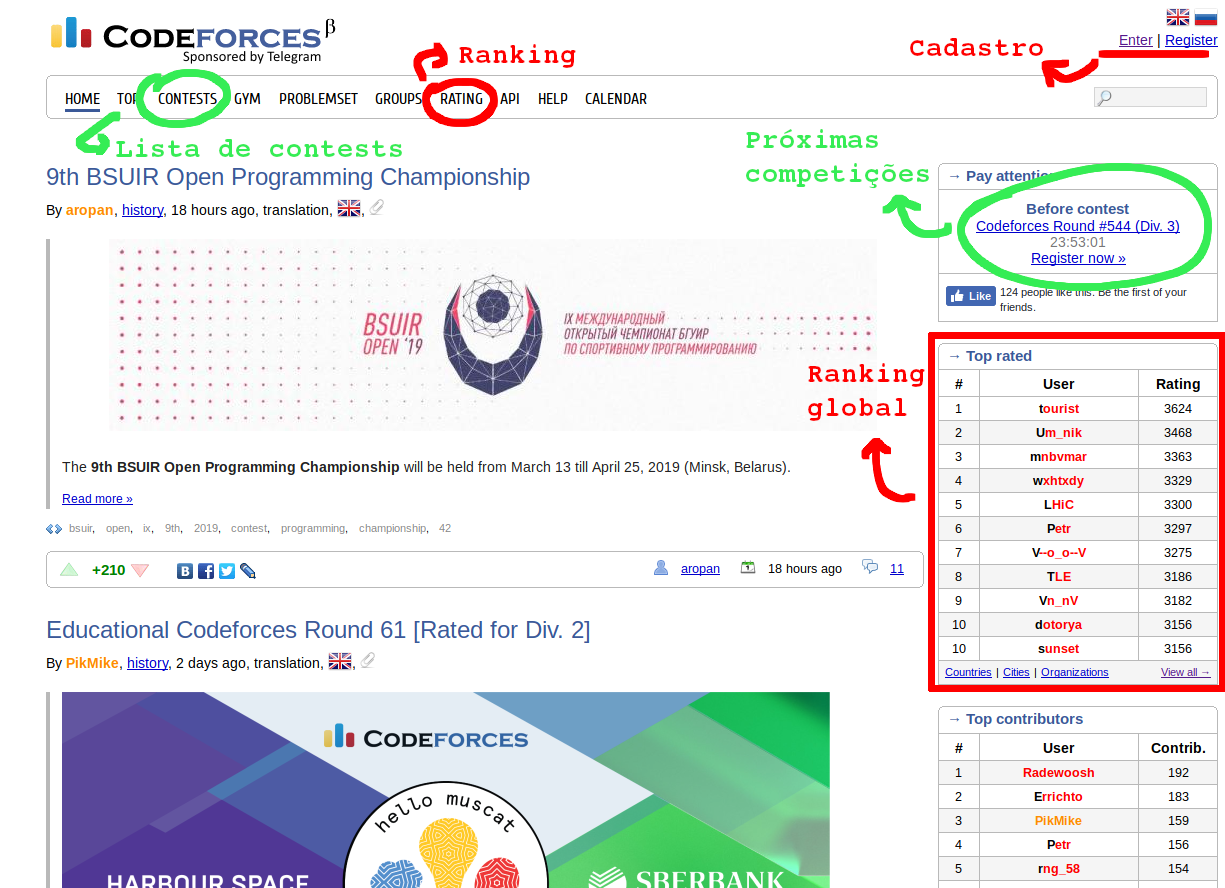 CODEFORCES β
Sponsored by Telegram
Enter | Register
Ranking
Cadastro
HOME TOP CONTESTS GYM PROBLEMSET GROUPS RATING API HELP CALENDAR
Lista de contests
Próximas
competições
9th BSUIR Open Programming Championship
By aropan, history, 18 hours ago, translation,
BSUIR
OPEN '19
IX МЕЖДУНАРОДНЫЙ
ОТКРЫТЫЙ ЧЕМПИОНАТ БГУИР
ПО СПОРТИВНОМУ ПРОГРАММИРОВАНИЮ
The 9th BSUIR Open Programming Championship will be held from March 13 till April 25, 2019 (Minsk, Belarus).
Read more »
bsuir, open, ix, 9th, 2019, contest, programming, championship, 42
+210
aropan 18 hours ago 11
Educational Codeforces Round 61 [Rated for Div. 2]
By PikMike, history, 2 days ago, translation,
CODEFORCES
hello muscat
HARBOUR SPACE
SBERBANK
→ Pay attention
Before contest
Codeforces Round #544 (Div. 3)
23:53:01
Register now »
Like 124 people like this. Be the first of your
friends.
Ranking
global
→ Top rated
# User Rating
1 tourist 3624
2 Um_nik 3468
3 mnbvmar 3363
4 wxhtxdy 3329
5 LHiC 3300
6 Petr 3297
7 V--o_o--V 3275
8 TLE 3186
9 Vn_nV 3182
10 dotorya 3156
10 sunset 3156
Countries | Cities | Organizations View all →
→ Top contributors
# User Contrib.
1 Radewoosh 192
2 Errichto 183
3 PikMike 159
4 Petr 156
5 rng_58 154